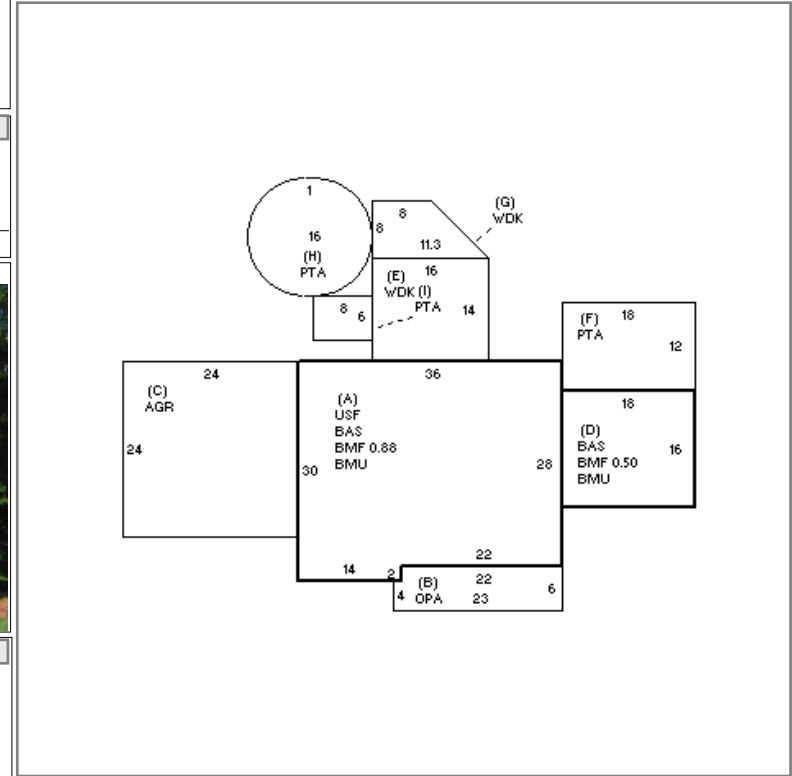 1
16
(H)
PTA
8
8
11.3
(G)
WDK
(E)
16
WDK (I)
PTA
14
8
6
(F)
18
PTA
12
24
(C)
AGR
24
36
(A)
USF
BAS
BMF 0.88
BMU
30
28
18
(D)
BAS
16
BMF 0.50
BMU
14
2
22
(B)
22
6
4
OPA
23